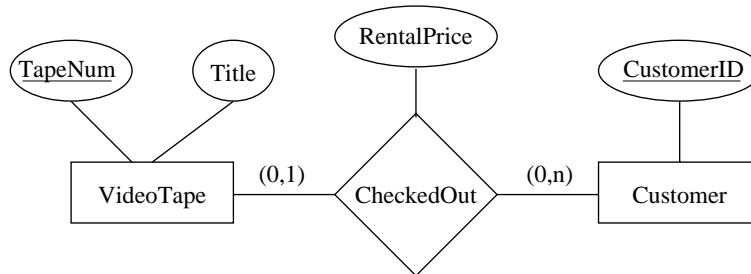 RentalPrice
TapeNum
Title
CustomerID
(0,1)
(0,n)
VideoTape
CheckedOut
Customer